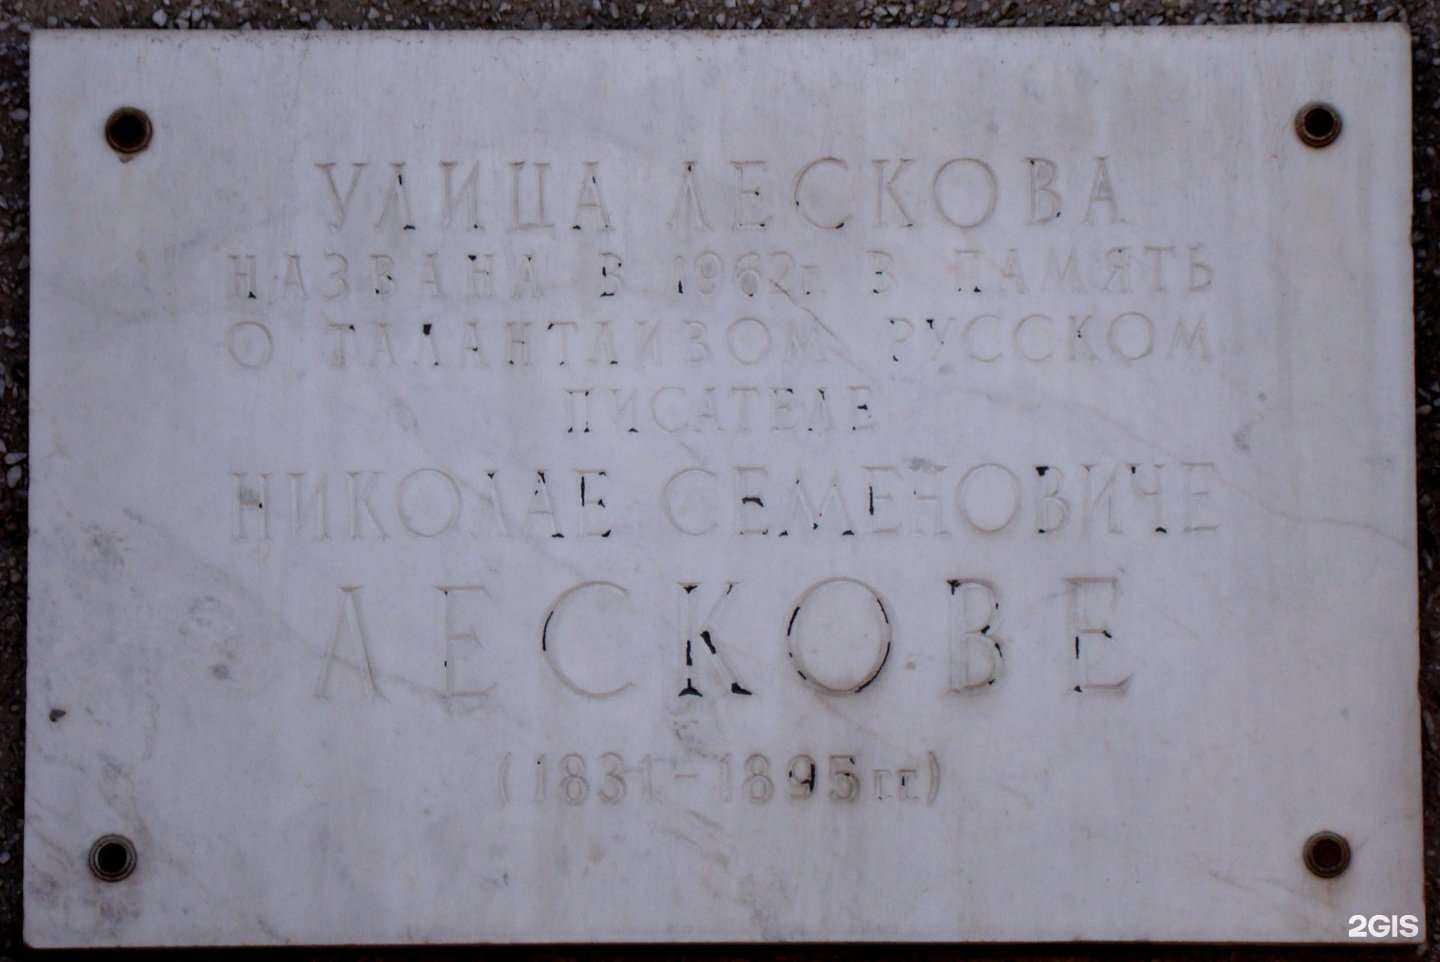 УЛИЦА ЛЕСКОВА
НАЗВАНА В 1962г. В ПАМЯТЬ
О ТАЛАНТЛИВОМ РУССКОМ
ПИСАТЕЛЕ
НИКОЛАЕ СЕМЕНОВИЧЕ
ЛЕСКОВЕ
(1831-1895гг.)
2GIS